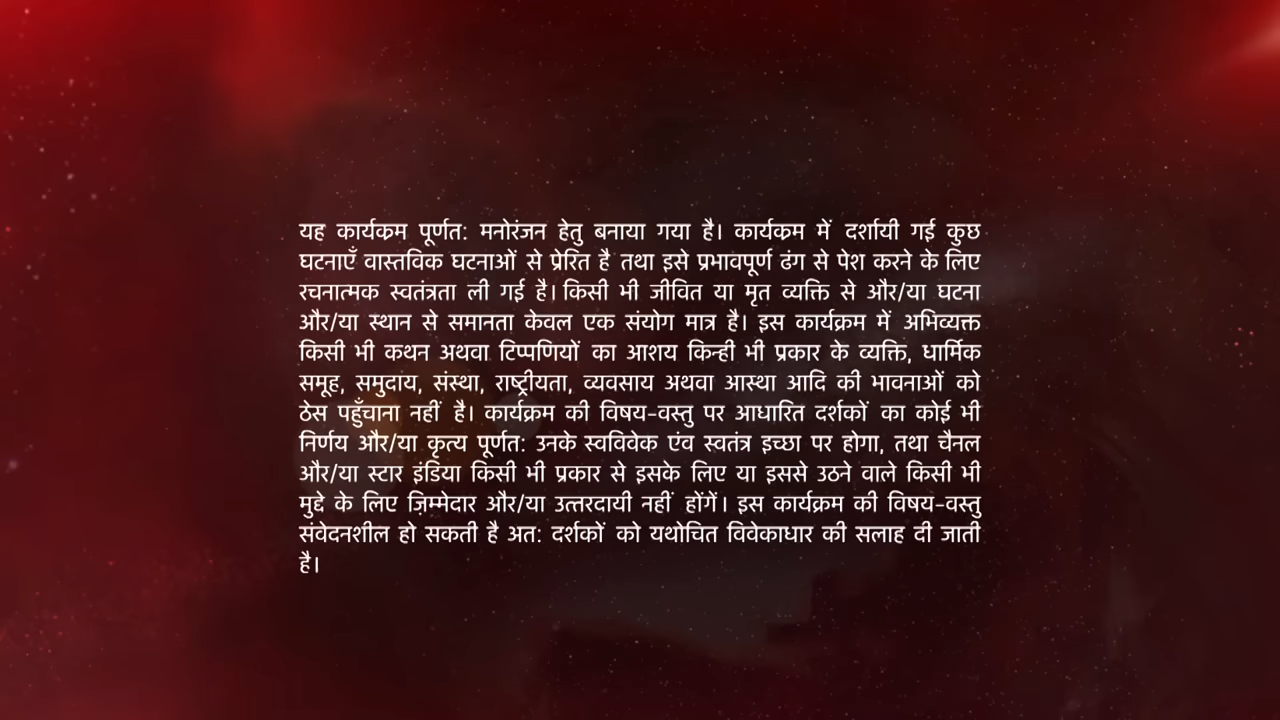 यह कार्यक्रम पूर्णत: मनोरंजन हेतु बनाया गया है। कार्यक्रम में दर्शायी गई कुछ
घटनाएँ वास्तविक घटनाओं से प्रेरित है तथा इसे प्रभावपूर्ण ढंग से पेश करने के लिए
रचनात्मक स्वतंत्रता ली गई है। किसी भी जीवित या मृत व्यक्ति से और/या घटना
और/या स्थान से समानता केवल एक संयोग मात्र है। इस कार्यक्रम में अभिव्यक्त
किसी भी कथन अथवा टिप्पणियों का आशय किन्ही भी प्रकार के व्यक्ति, धार्मिक
समूह, समुदाय, संस्था, राष्ट्रीयता, व्यवसाय अथवा आस्था आदि की भावनाओं को
ठेस पहुँचाना नहीं है। कार्यक्रम की विषय-वस्तु पर आधारित दर्शकों का कोई भी
निर्णय और/या कृत्य पूर्णत: उनके स्वविवेक एंव स्वतंत्र इच्छा पर होगा, तथा चैनल
और/या स्टार इंडिया किसी भी प्रकार से इसके लिए या इससे उठने वाले किसी भी
मुद्दे के लिए ज़िम्मेदार और/या उत्तरदायी नहीं होंगें। इस कार्यक्रम की विषय-वस्तु
संवेदनशील हो सकती है अत: दर्शकों को यथोचित विवेकाधार की सलाह दी जाती
है।